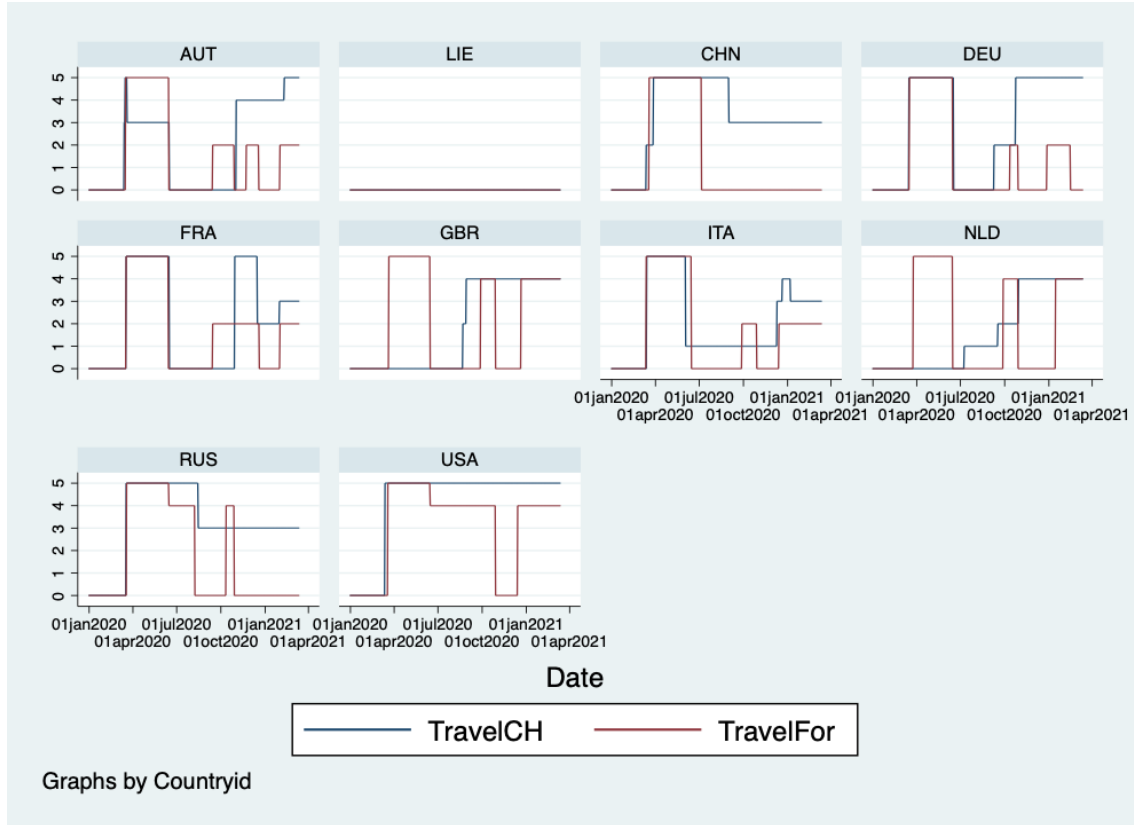 AUT LIE CHN DEU
5
4
3
2
1
0
FRA GBR ITA NLD
5
4
3
2
1
0
01jan2020 01jul2020 01jan2021 01jan2020 01jul2020 01jan2021
01apr2020 01oct2020 01apr2021 01apr2020 01oct2020 01apr2021
RUS USA
5
4
3
2
1
0
01jan2020 01jul2020 01jan2021 01jan2020 01jul2020 01jan2021
01apr2020 01oct2020 01apr2021 01apr2020 01oct2020 01apr2021
Date
TravelCH TravelFor
Graphs by Countryid